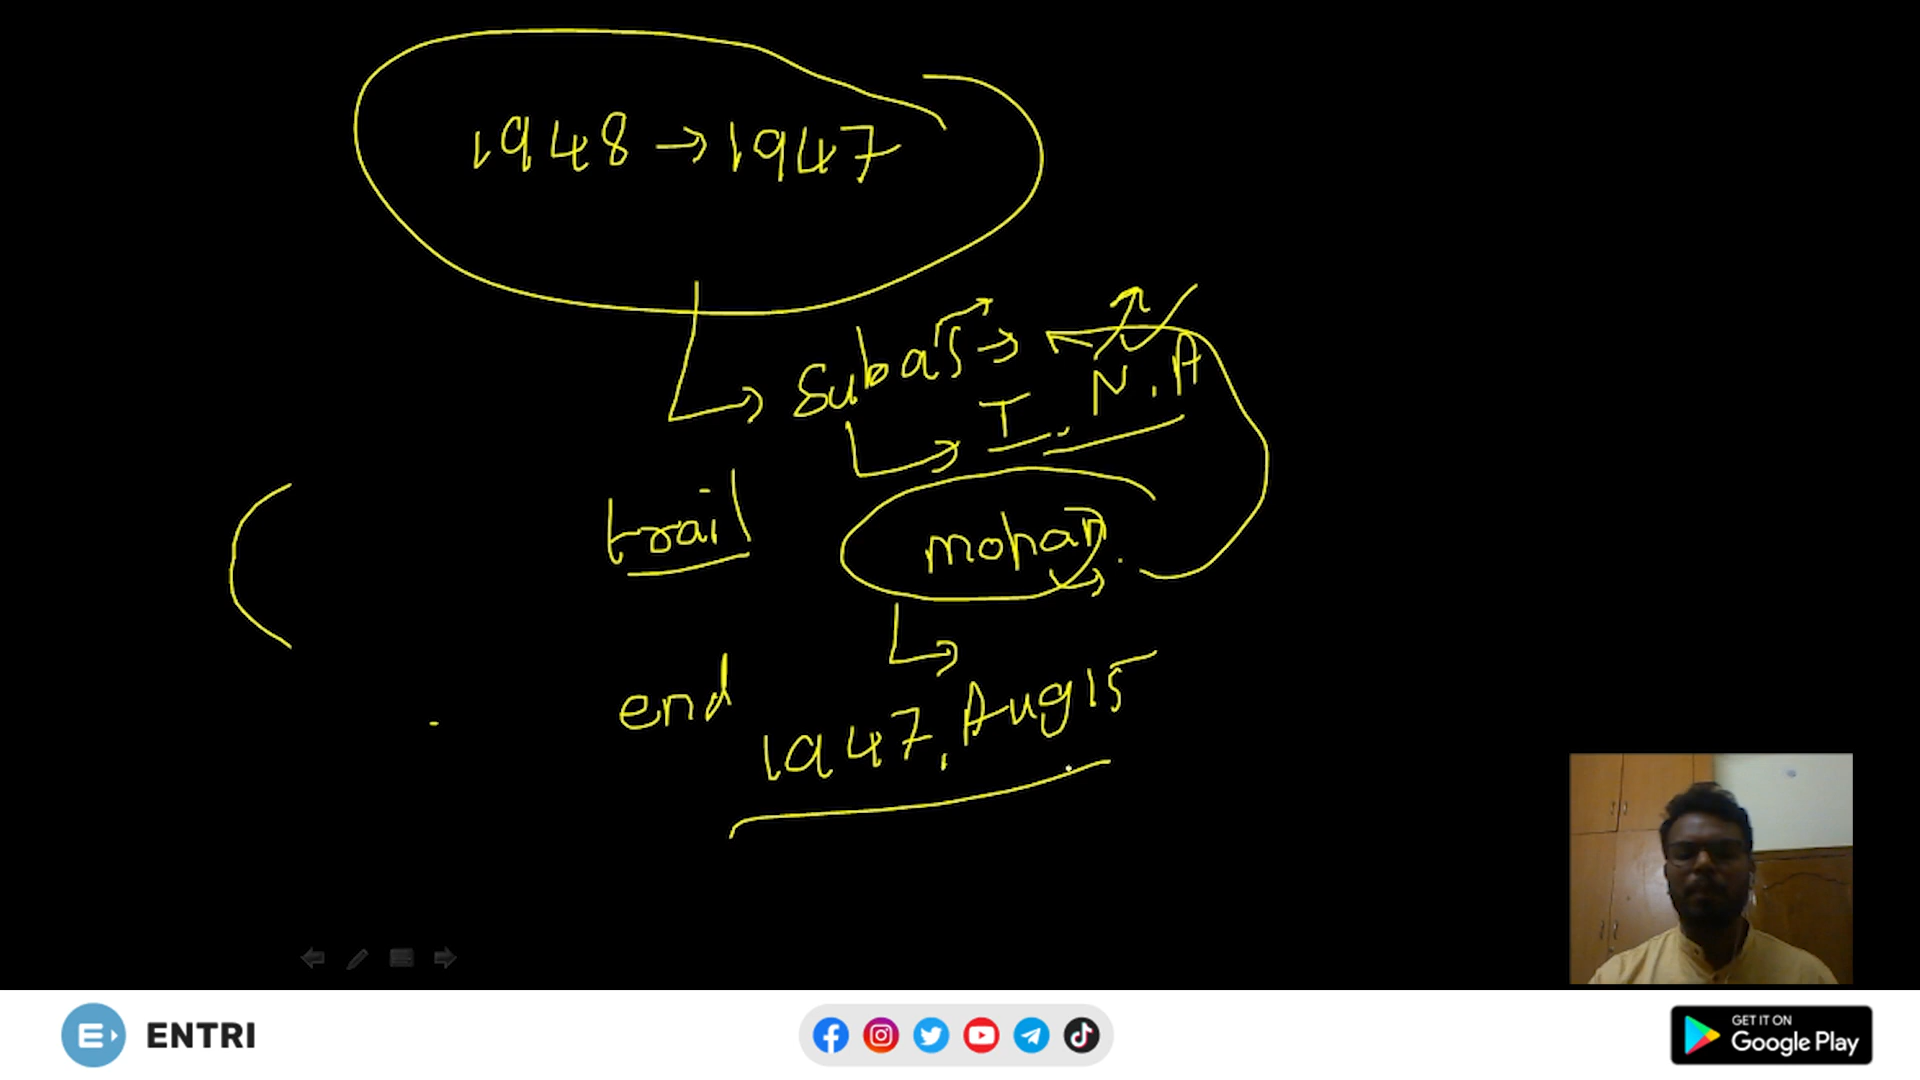 1948 → 1947
Subas →
I. N. A
trail
mohan
end
1947, Aug 15
ENTRI
GET IT ON
Google Play